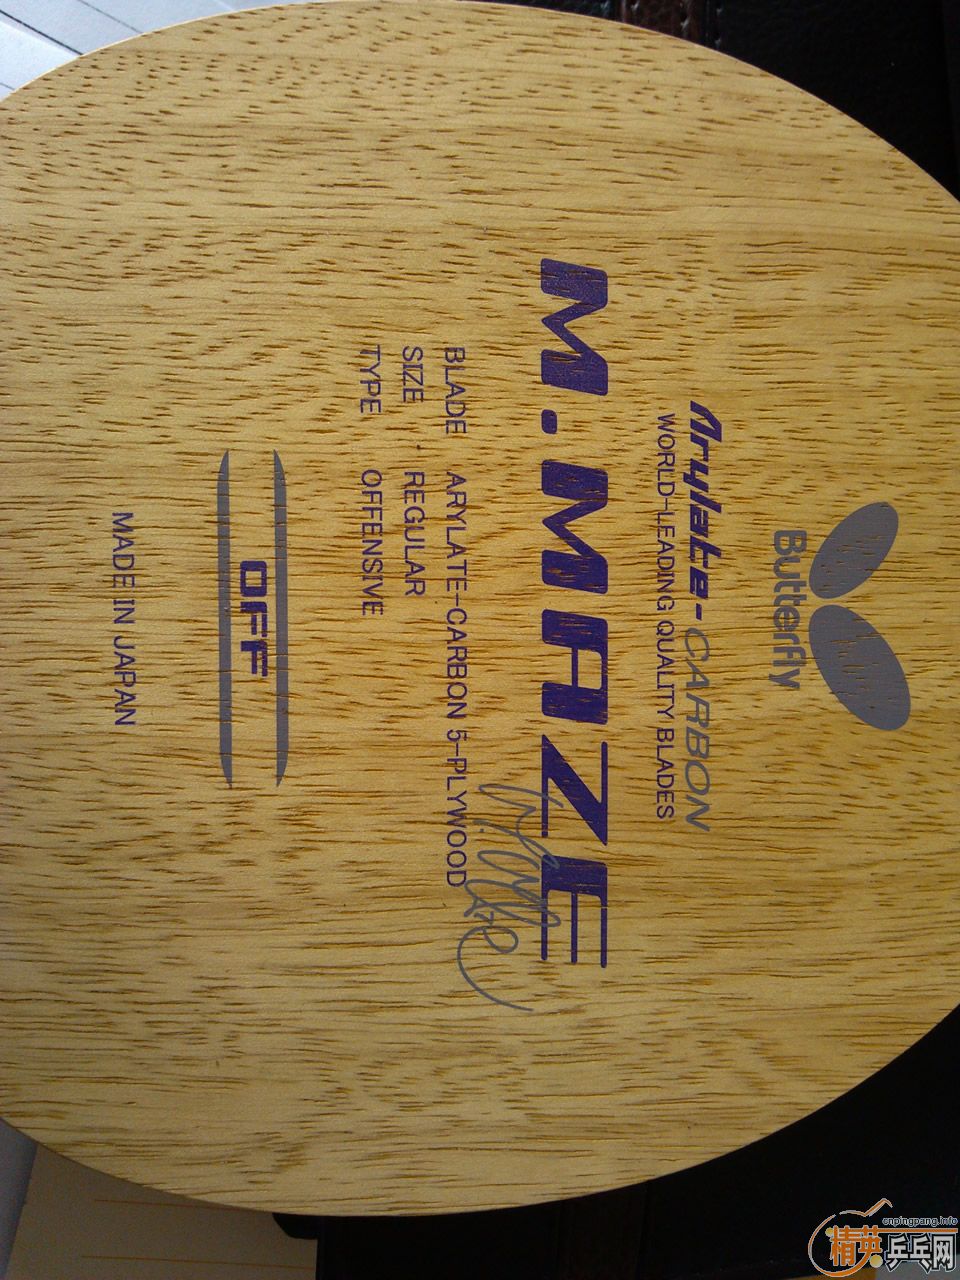 Butterfly
Arylate-CARBON
WORLD-LEADING QUALITY BLADES
M.MAZE
BLADE ARYLATE-CARBON 5-PLYWOOD
SIZE REGULAR
TYPE OFFENSIVE
OFF
MADE IN JAPAN
cnpingpang.info
精英乒乓网